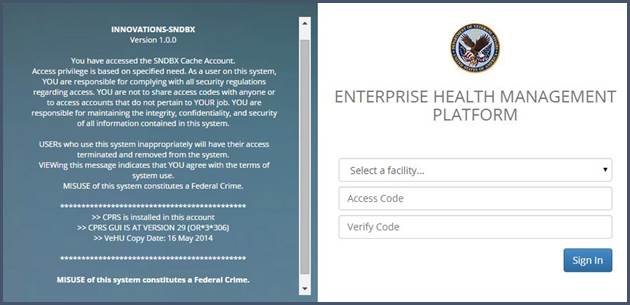 INNOVATIONS-SNDBX
Version 1.0.0
You have accessed the SNDBX Cache Account.
Access privilege is based on specified need. As a user on this system,
YOU are responsible for complying with all security regulations
regarding access. YOU are not to share access codes with anyone or
to access accounts that do not pertain to YOUR job. YOU are
responsible for maintaining the integrity, confidentiality, and security
of all information contained in this system.
USERs who use this system inappropriately will have their access
terminated and removed from the system.
VIEWing this message indicates that YOU agree with the terms of
system use.
MISUSE of this system constitutes a Federal Crime.
********************************************
>> CPRS is installed in this account
>> CPRS GUI IS AT VERSION 29 (OR*3*306)
>> VeHU Copy Date: 16 May 2014
********************************************
MISUSE of this system constitutes a Federal Crime.
ENTERPRISE HEALTH MANAGEMENT
PLATFORM
Select a facility...
Access Code
Verify Code
Sign In